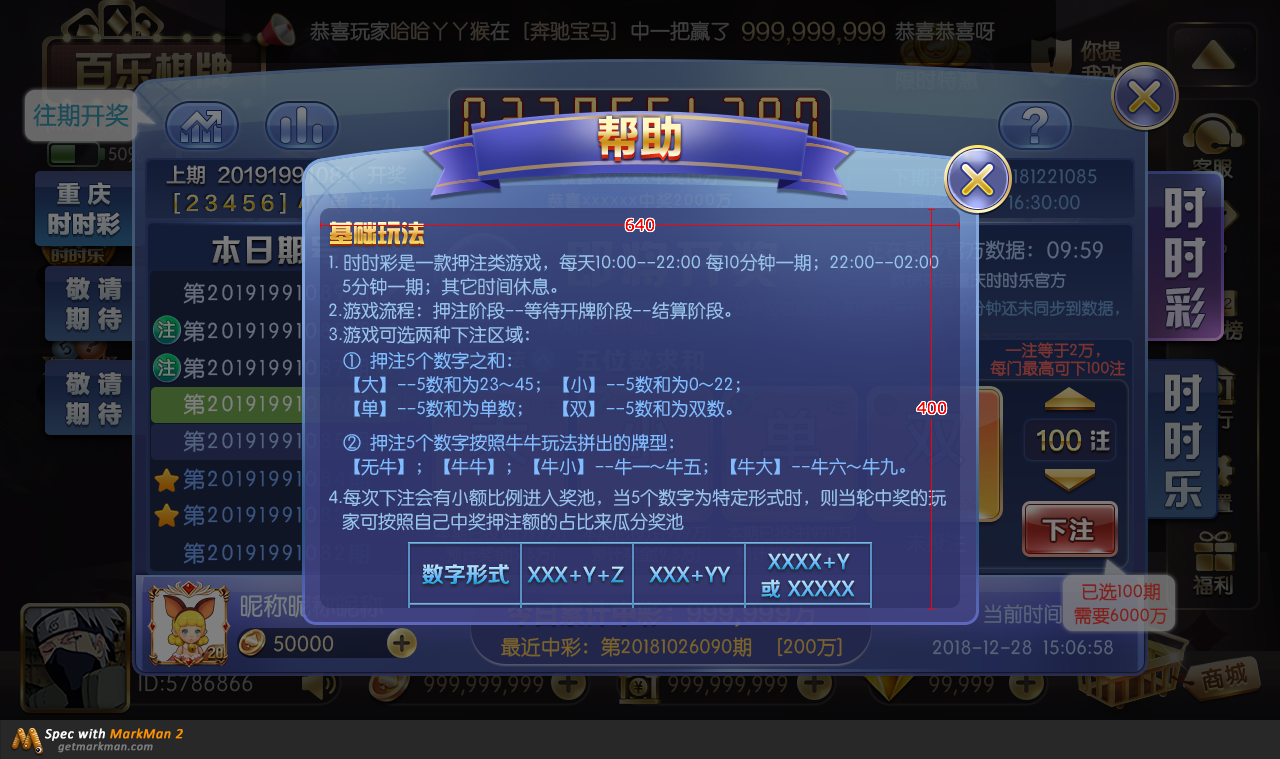 恭喜玩家哈哈丫丫猴在 [奔驰宝马] 中一把赢了 999,999,999 恭喜恭喜呀
百乐棋牌
你提
往期开奖
?
帮助
50%
客服
上期 2019199
开奖
[23456]
181221085
16:30:00
重庆
时时彩
时时乐
敬请
期待
敬请
期待
本日期
第2019199
注
第2019199
注
第2019199
第2019199
第2019199
第2019199
第2019199
第2019199
基础玩法
640
1. 时时彩是一款押注类游戏，每天10:00--22:00 每10分钟一期；22:00--02:00
5分钟一期；其它时间休息。
2.游戏流程：押注阶段--等待开牌阶段--结算阶段。
3.游戏可选两种下注区域：
① 押注5个数字之和：
【大】--5数和为23～45；【小】--5数和为0～22；
【单】--5数和为单数； 【双】--5数和为双数。
400
② 押注5个数字按照牛牛玩法拼出的牌型：
【无牛】；【牛牛】；【牛小】--牛一～牛五；【牛大】--牛六～牛九。
4.每次下注会有小额比例进入奖池，当5个数字为特定形式时，则当轮中奖的玩
家可按照自己中奖押注额的占比来瓜分奖池
数字形式 XXX+Y+Z XXX+YY XXXX+Y
或 XXXXX
官方数据：09:59
天时时乐官方
分钟还未同步到数据，
一注等于2万，
每门最高可下100注
100 注
下注
时时彩
时时乐
榜
福利
已选100期
需要6000万
昵称昵称昵称
50000
20
最近中彩：第20181026090期 [200万]
当前时间
2018-12-28 15:06:58
ID:5786866
999,999,999
999,999,999
99,999
商城
Spec with MarkMan 2
getmarkman.com